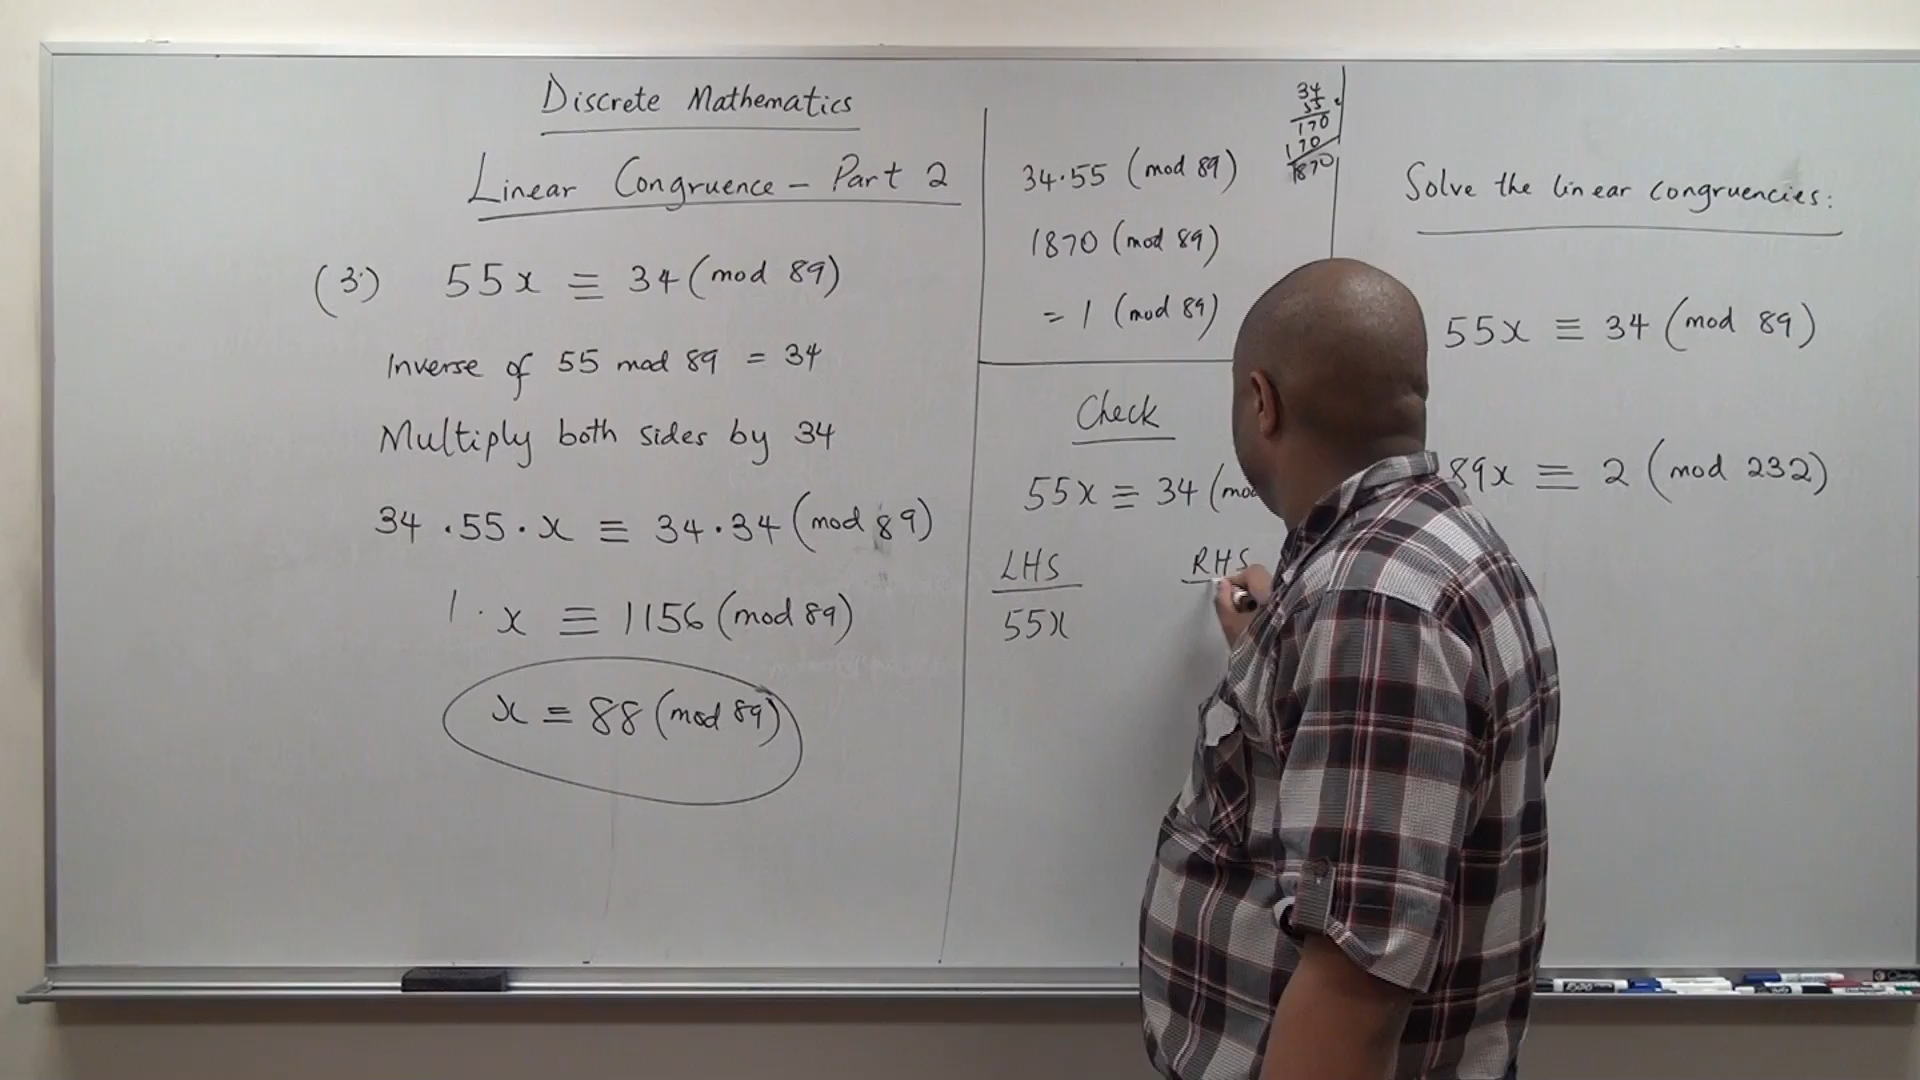 Discrete Mathematics
Linear Congruence - Part 2
(3.) 55x ≡ 34 (mod 89)
Inverse of 55 mod 89 = 34
Multiply both sides by 34
34 · 55 · x ≡ 34 · 34 (mod 89)
1 · x ≡ 1156 (mod 89)
x ≡ 88 (mod 89)
34 · 55 (mod 89)
1870 (mod 89)
= 1 (mod 89)
34
55
170
170
1870
Check
55x ≡ 34 (mod
LHS RHS
55x
Solve the linear congruencies:
55x ≡ 34 (mod 89)
89x ≡ 2 (mod 232)